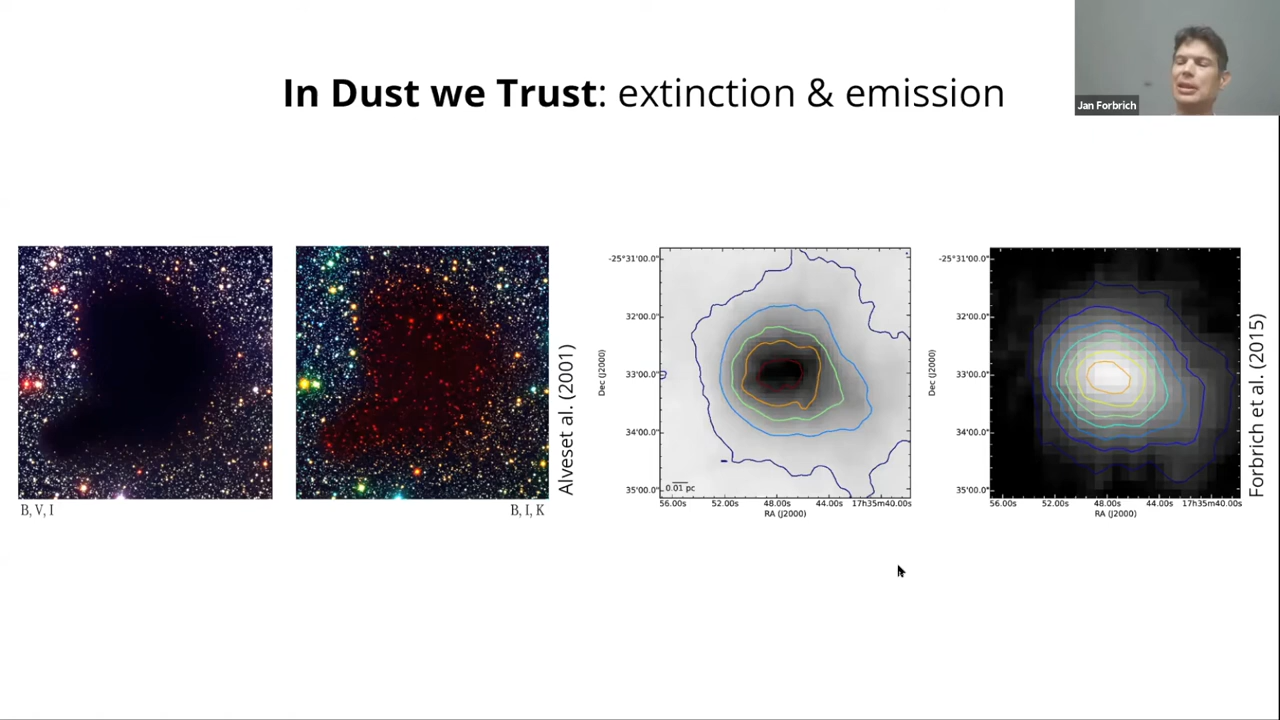 In Dust we Trust: extinction & emission
Jan Forbrich
B, V, I
B, I, K
Alveset al. (2001)
-25°31'00.0"
32'00.0"
33'00.0"
34'00.0"
35'00.0"
Dec (J2000)
0.01 pc
56.00s 52.00s 48.00s 44.00s 17h35m40.00s
RA (J2000)
-25°31'00.0"
32'00.0"
33'00.0"
34'00.0"
35'00.0"
Dec (J2000)
56.00s 52.00s 48.00s 44.00s 17h35m40.00s
RA (J2000)
Forbrich et al. (2015)